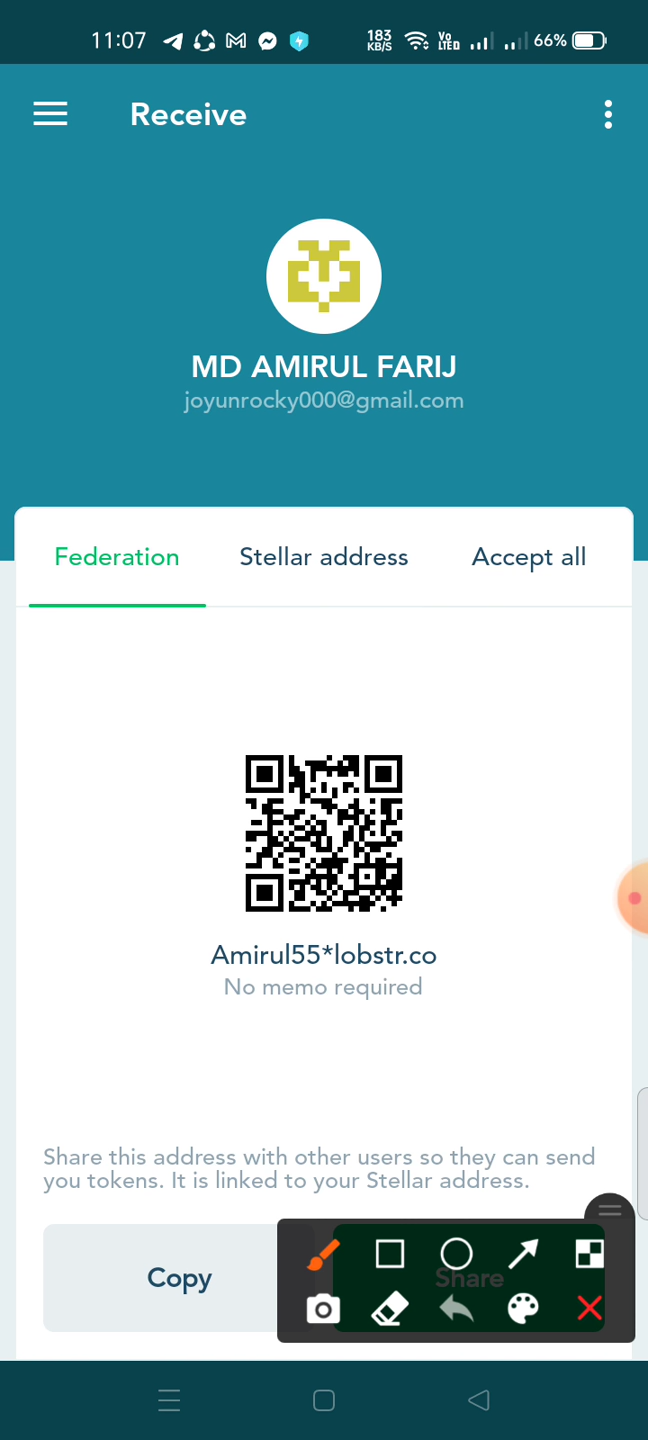 11:07
183
KB/S
Vo
LTED
66%
Receive
MD AMIRUL FARIJ
joyunrocky000@gmail.com
Federation
Stellar address
Accept all
Amirul55*lobstr.co
No memo required
Share this address with other users so they can send
you tokens. It is linked to your Stellar address.
Copy
Share